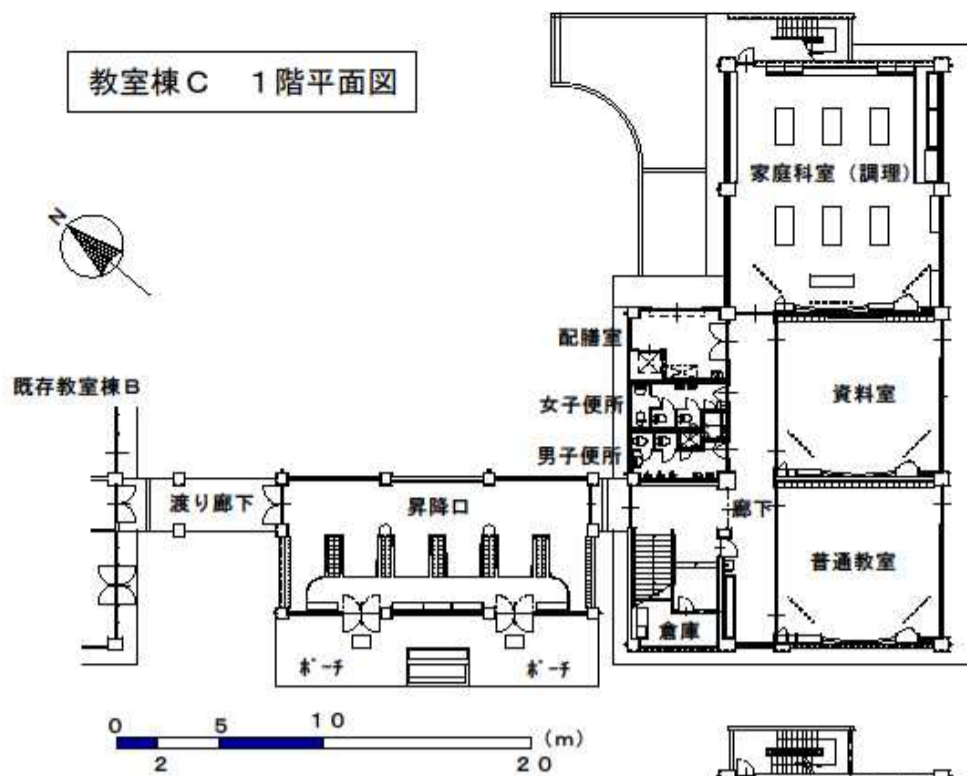 教室棟C　1階平面図
家庭科室（調理）
N
配膳室
既存教室棟B
資料室
女子便所
男子便所
渡り廊下
昇降口
廊下
普通教室
倉庫
ポーチ
ポーチ
0 5 10 (m)
2 20